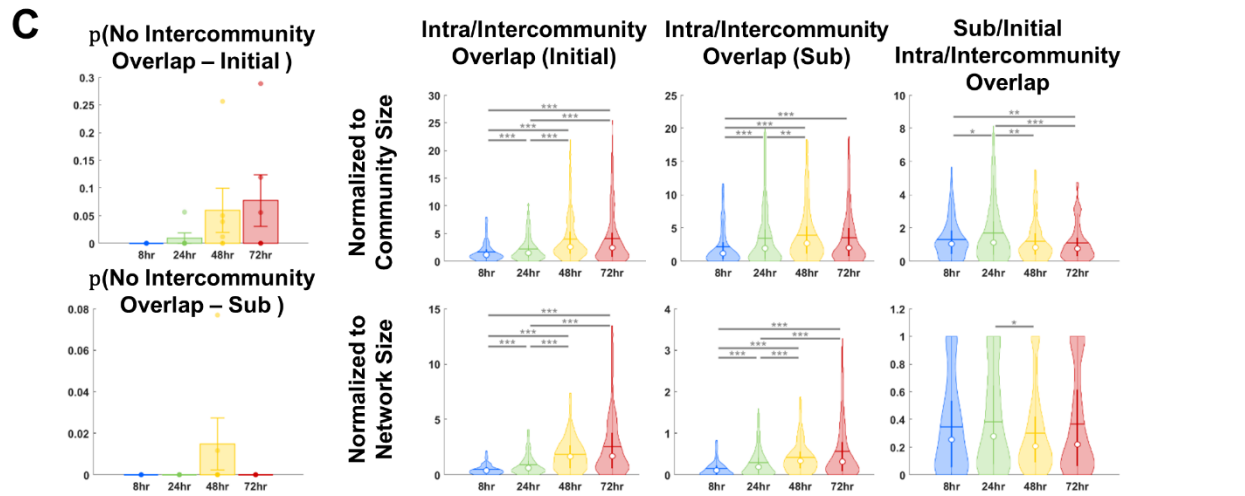 C
p(No Intercommunity
Overlap – Initial )
0.3
0.25
0.2
0.15
0.1
0.05
0
8hr 24hr 48hr 72hr
p(No Intercommunity
Overlap – Sub )
0.08
0.06
0.04
0.02
0
8hr 24hr 48hr 72hr
Normalized to
Community Size
Normalized to
Network Size
Intra/Intercommunity
Overlap (Initial)
30
25
20
15
10
5
0
***
***
***
*** ***
8hr 24hr 48hr 72hr
Intra/Intercommunity
Overlap (Sub)
25
20
15
10
5
0
***
***
*** **
8hr 24hr 48hr 72hr
Sub/Initial
Intra/Intercommunity
Overlap
10
8
6
4
2
0
**
***
* **
8hr 24hr 48hr 72hr
15
10
5
0
***
***
***
*** ***
8hr 24hr 48hr 72hr
4
3
2
1
0
***
***
***
*** ***
8hr 24hr 48hr 72hr
1.2
1
0.8
0.6
0.4
0.2
0
*
8hr 24hr 48hr 72hr